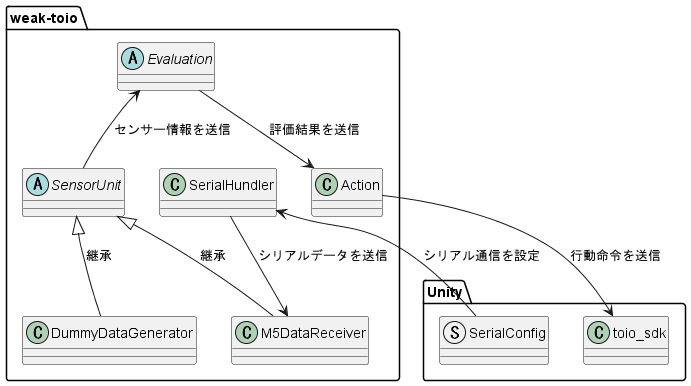 weak-toio
A Evaluation
センサー情報を送信
評価結果を送信
A SensorUnit
C SerialHundler
C Action
継承
継承
シリアルデータを送信
シリアル通信を設定
行動命令を送信
Unity
C DummyDataGenerator
C M5DataReceiver
S SerialConfig
C toio_sdk